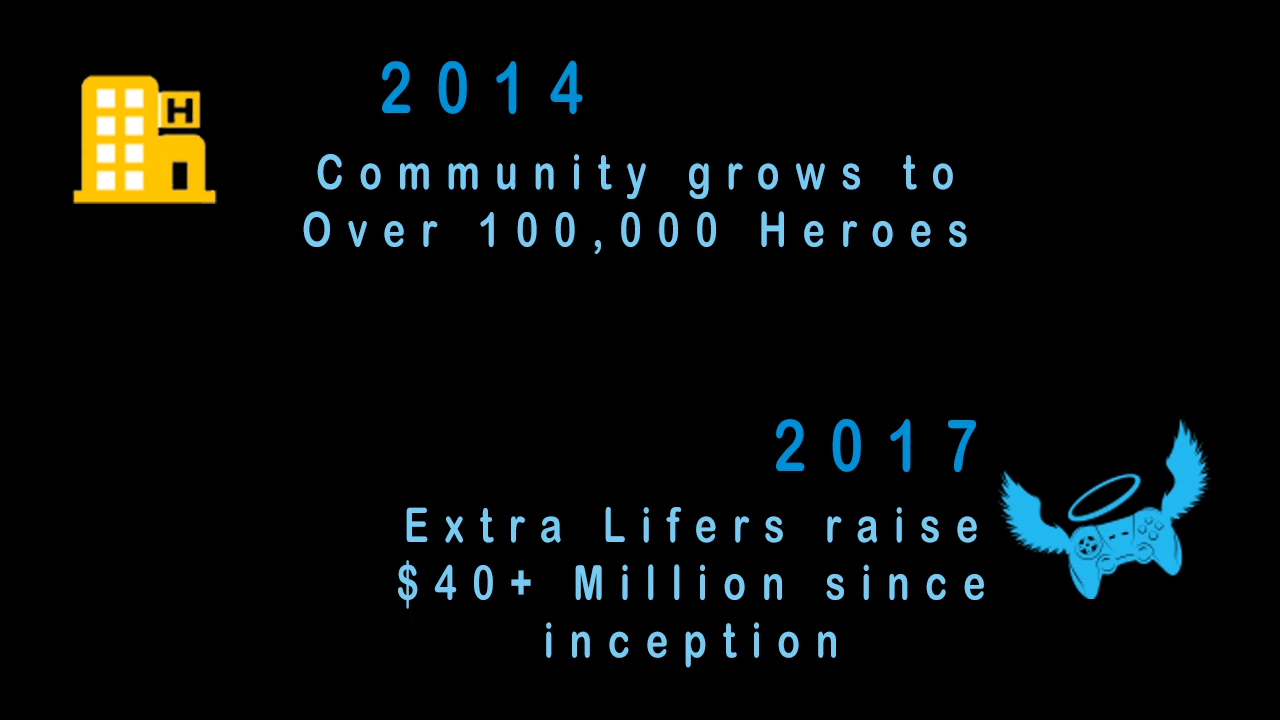 H
2014
Community grows to
Over 100,000 Heroes
2017
Extra Lifers raise
$40+ Million since
inception